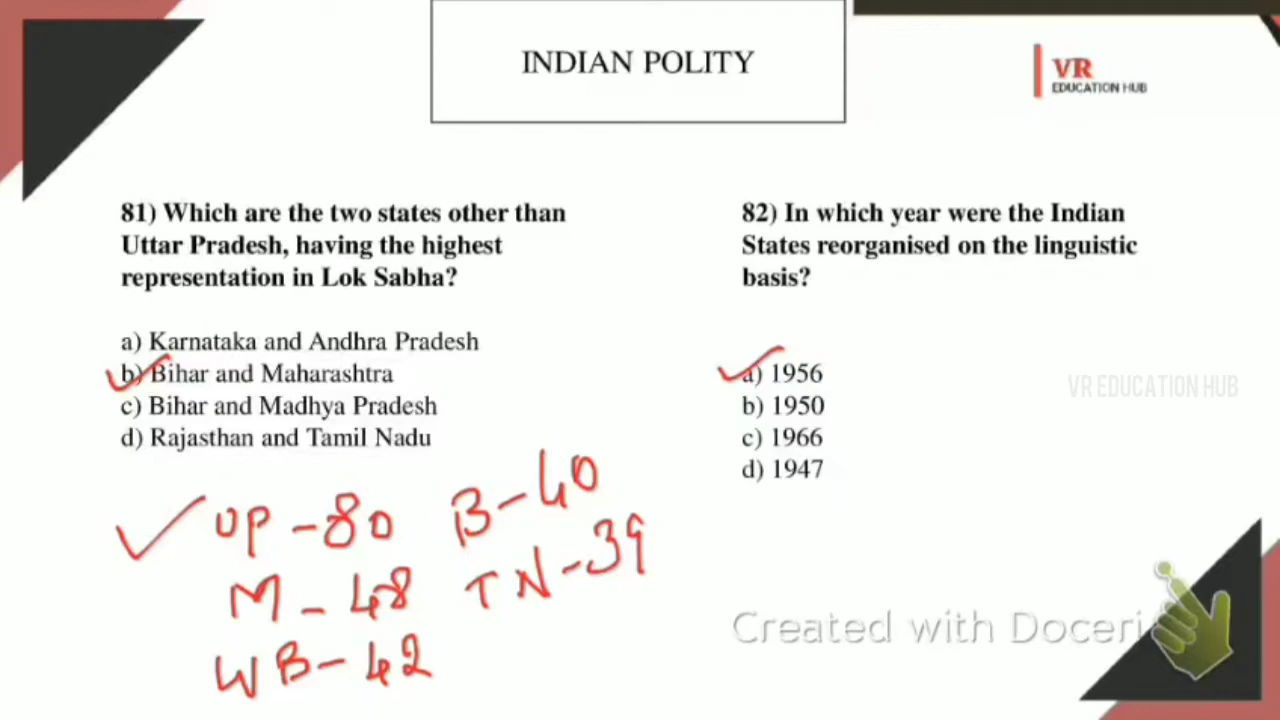 INDIAN POLITY
VR
EDUCATION HUB
81) Which are the two states other than
Uttar Pradesh, having the highest
representation in Lok Sabha?
a) Karnataka and Andhra Pradesh
b) Bihar and Maharashtra
c) Bihar and Madhya Pradesh
d) Rajasthan and Tamil Nadu
UP - 80 B - 40
M - 48 TN - 39
WB - 42
82) In which year were the Indian
States reorganised on the linguistic
basis?
a) 1956
b) 1950
c) 1966
d) 1947
VR EDUCATION HUB
Created with Doceri